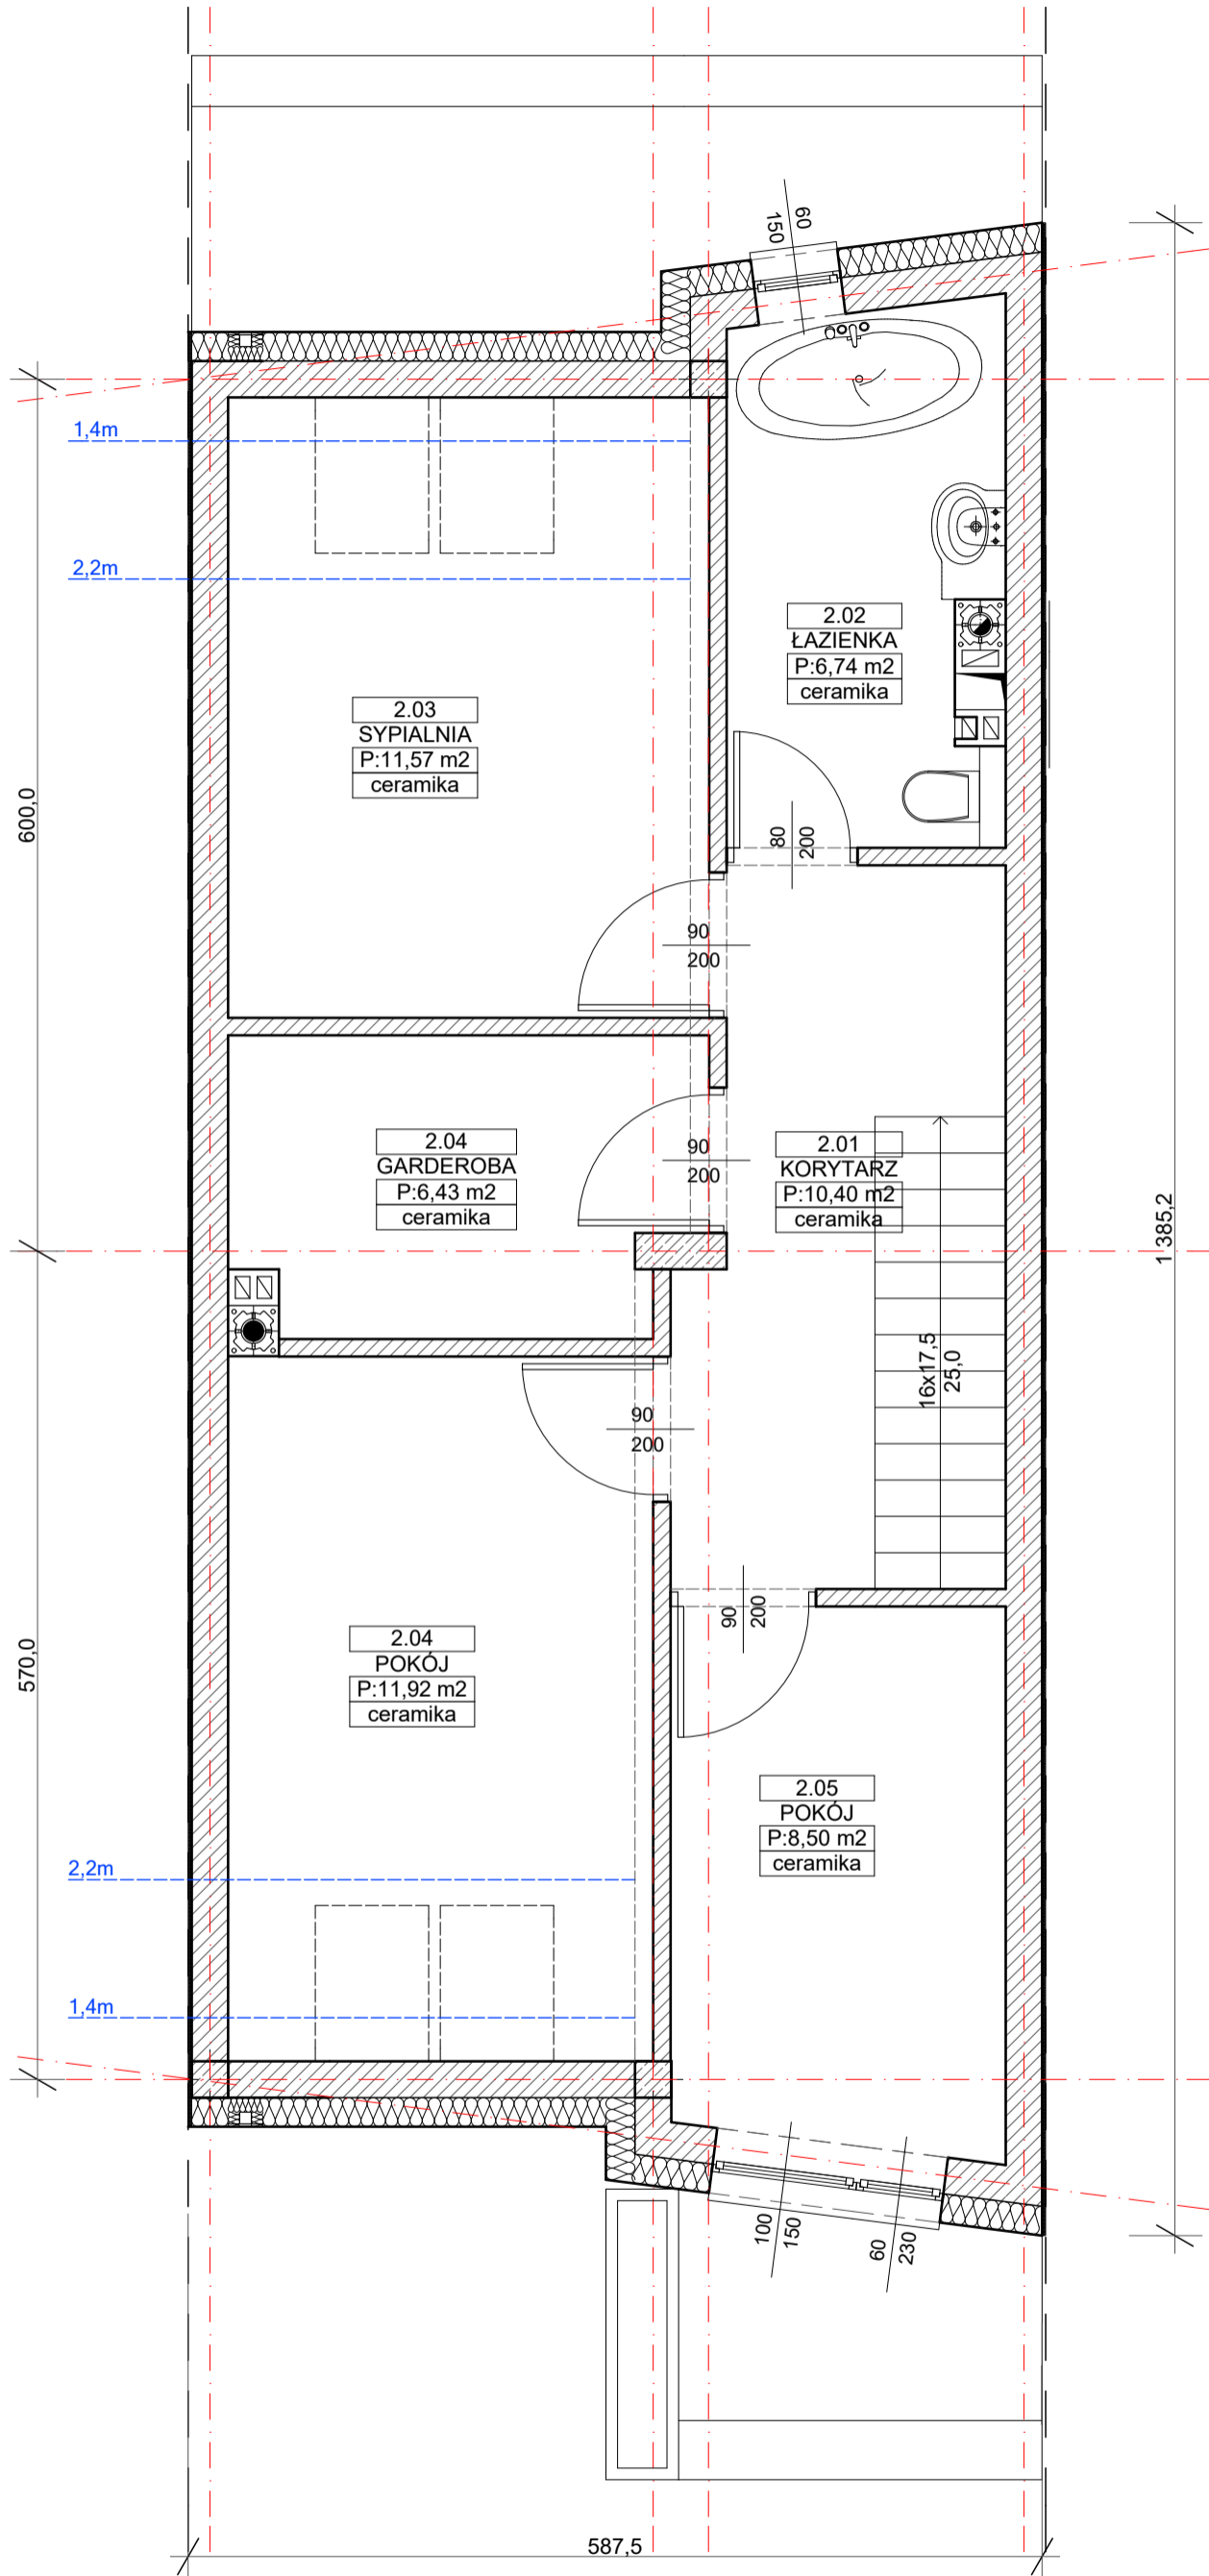 60
150
1,4m
2,2m
2.02
ŁAZIENKA
P:6,74 m2
ceramika
2.03
SYPIALNIA
P:11,57 m2
ceramika
600,0
80
200
90
200
2.04
GARDEROBA
P:6,43 m2
ceramika
90
200
2.01
KORYTARZ
P:10,40 m2
ceramika
1 385,2
16x17,5
25,0
90
200
90
200
570,0
2.04
POKÓJ
P:11,92 m2
ceramika
2.05
POKÓJ
P:8,50 m2
ceramika
2,2m
1,4m
100
150
60
230
587,5